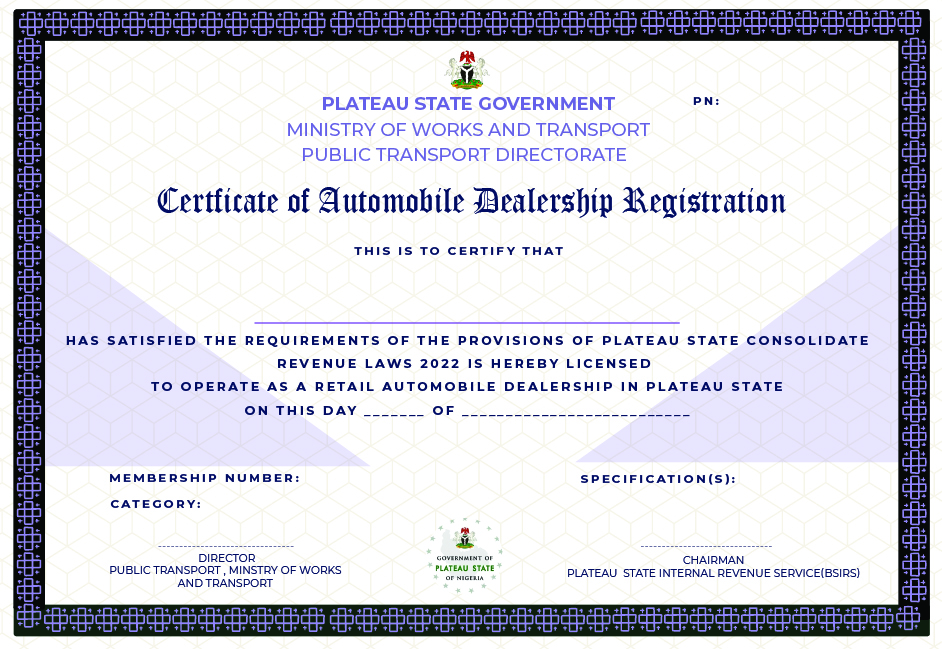 PLATEAU STATE GOVERNMENT
PN:
MINISTRY OF WORKS AND TRANSPORT
PUBLIC TRANSPORT DIRECTORATE
Certficate of Automobile Dealership Registration
THIS IS TO CERTIFY THAT
HAS SATISFIED THE REQUIREMENTS OF THE PROVISIONS OF PLATEAU STATE CONSOLIDATE
REVENUE LAWS 2022 IS HEREBY LICENSED
TO OPERATE AS A RETAIL AUTOMOBILE DEALERSHIP IN PLATEAU STATE
ON THIS DAY _______ OF __________________________
MEMBERSHIP NUMBER:
SPECIFICATION(S):
CATEGORY:
DIRECTOR
PUBLIC TRANSPORT , MINSTRY OF WORKS
AND TRANSPORT
GOVERNMENT OF
PLATEAU STATE
OF NIGERIA
CHAIRMAN
PLATEAU STATE INTERNAL REVENUE SERVICE(BSIRS)